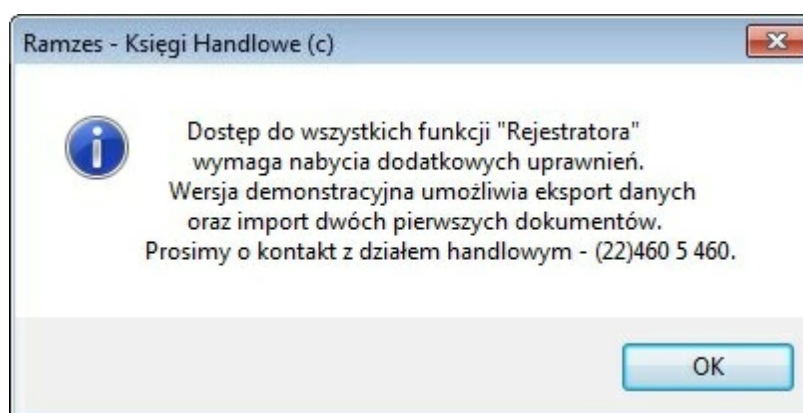 Ramzes - Księgi Handlowe (c)
Dostęp do wszystkich funkcji "Rejestratora"
wymaga nabycia dodatkowych uprawnień.
Wersja demonstracyjna umożliwia eksport danych
oraz import dwóch pierwszych dokumentów.
Prosimy o kontakt z działem handlowym - (22)460 5 460.
OK